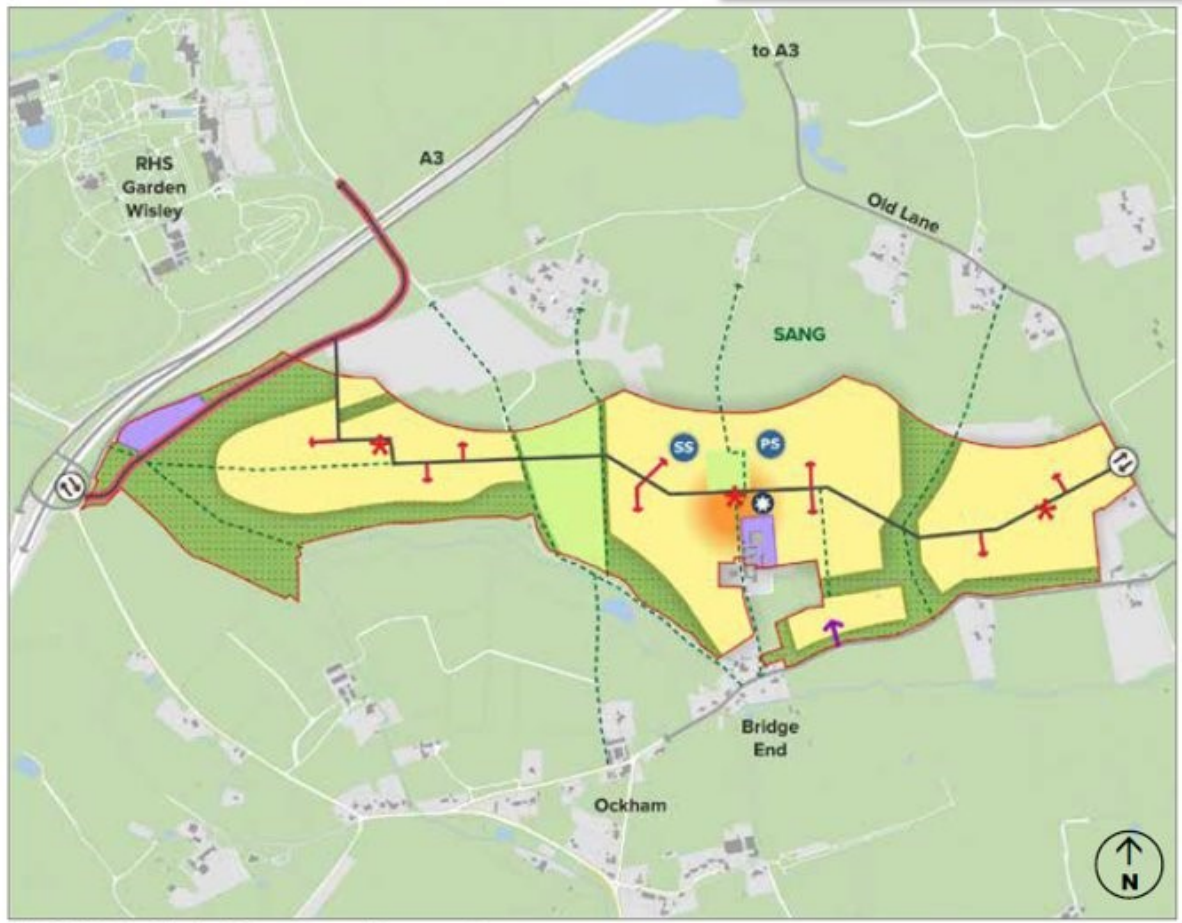 to A3
A3
RHS
Garden
Wisley
Old Lane
SANG
SS
PS
Bridge
End
Ockham
N